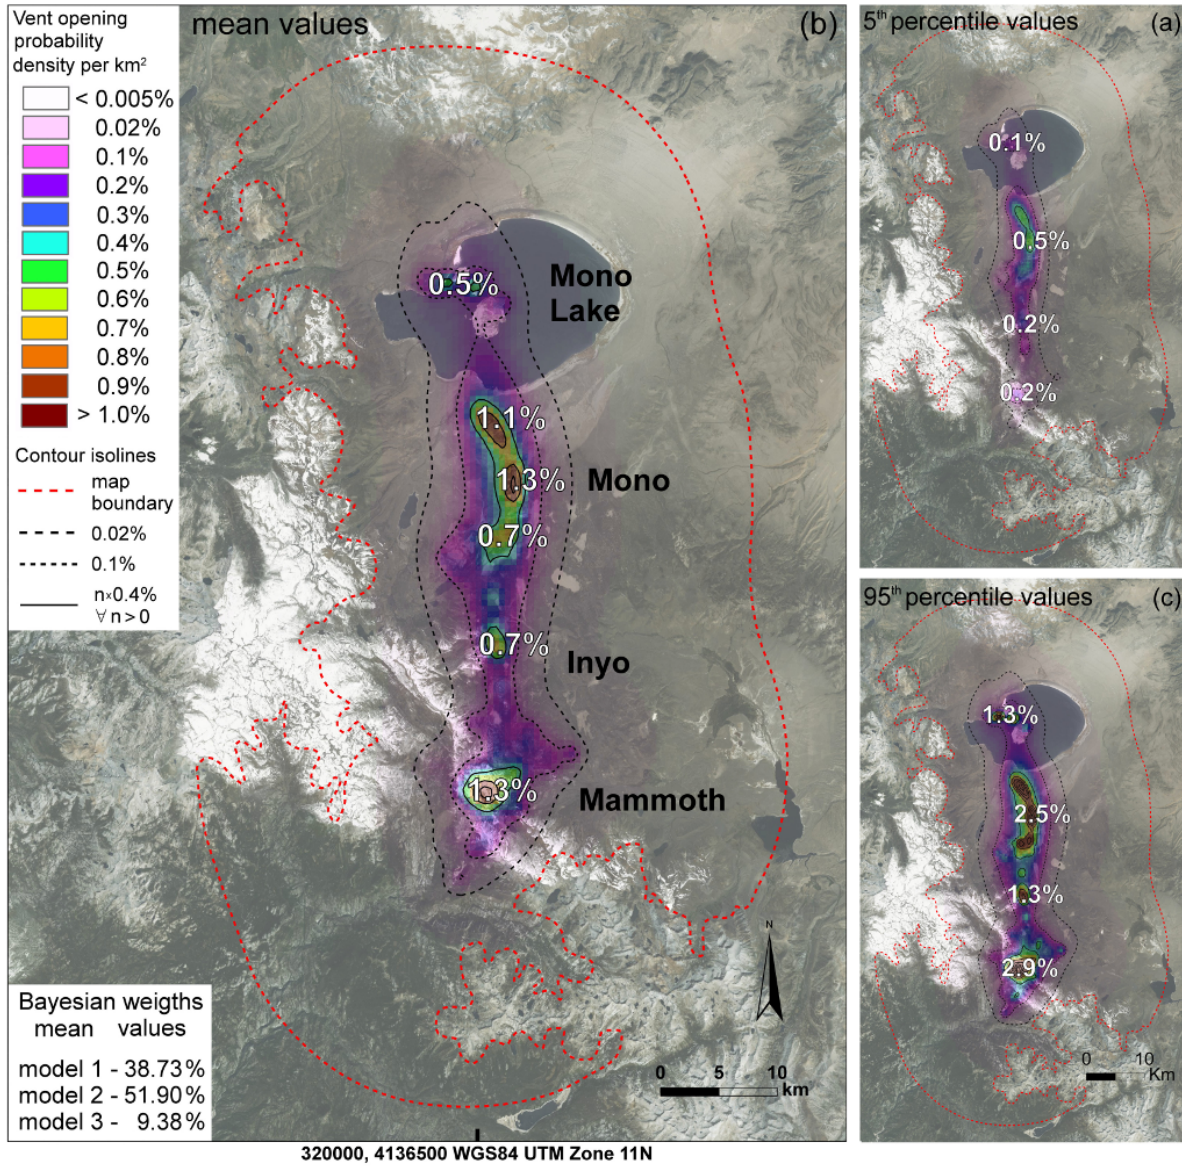 Vent opening
probability
density per km²
< 0.005%
0.02%
0.1%
0.2%
0.3%
0.4%
0.5%
0.6%
0.7%
0.8%
0.9%
> 1.0%
Contour isolines
map
boundary
0.02%
0.1%
n×0.4%
∀ n > 0
mean values
(b)
0.5%
Mono
Lake
1.1%
1.3%
Mono
0.7%
0.7%
Inyo
1.3%
Mammoth
N
0 5 10
km
Bayesian weigths
mean values
model 1 - 38.73%
model 2 - 51.90%
model 3 - 9.38%
320000, 4136500 WGS84 UTM Zone 11N
5th percentile values
(a)
0.1%
0.5%
0.2%
0.2%
95th percentile values
(c)
1.3%
2.5%
1.3%
2.9%
0 10
Km